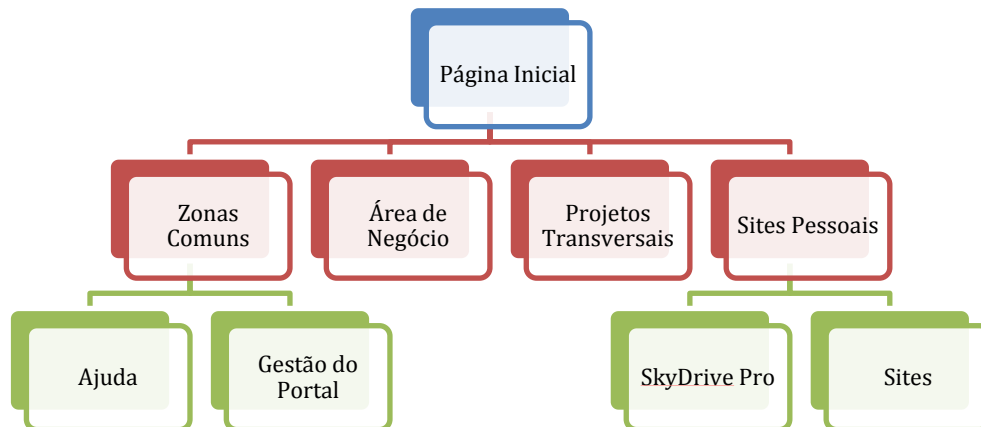 Página Inicial
Zonas
Comuns
Área de
Negócio
Projetos
Transversais
Sites Pessoais
Ajuda
Gestão do
Portal
SkyDrive Pro
Sites